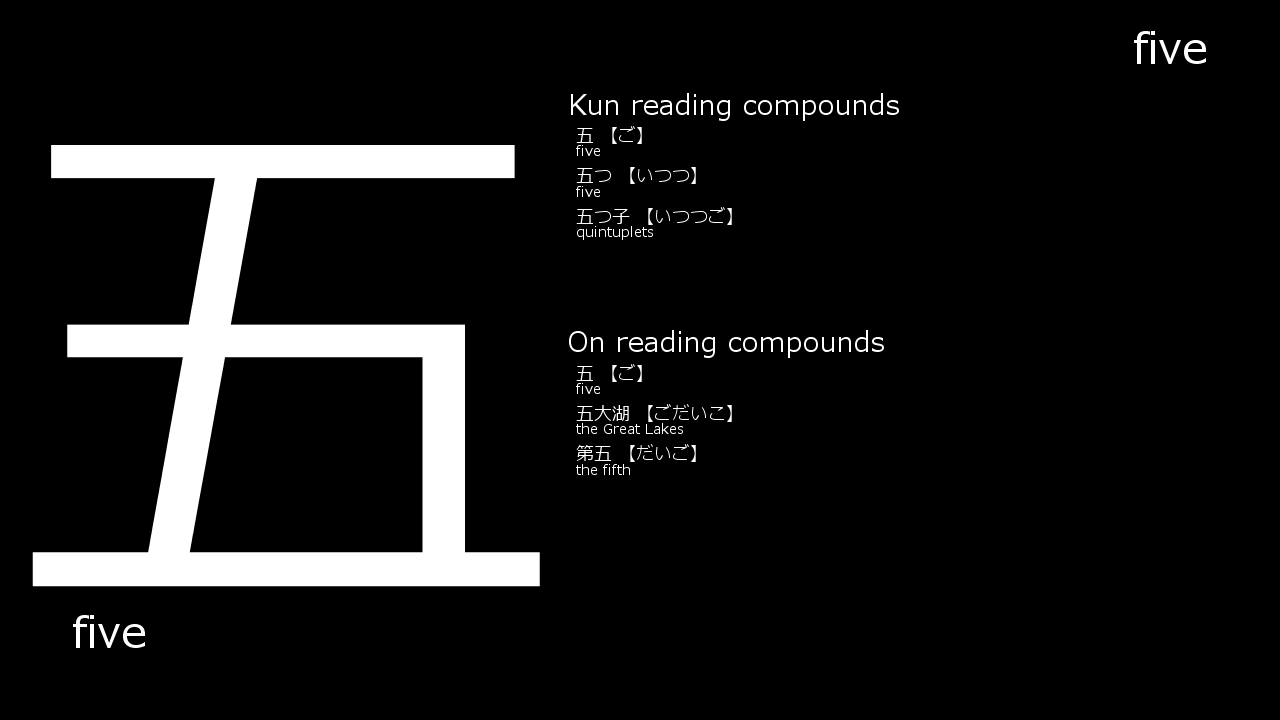 five
五
five
Kun reading compounds
五 【ご】
five
五つ 【いつつ】
five
五つ子 【いつつご】
quintuplets
On reading compounds
五 【ご】
five
五大湖 【ごだいこ】
the Great Lakes
第五 【だいご】
the fifth